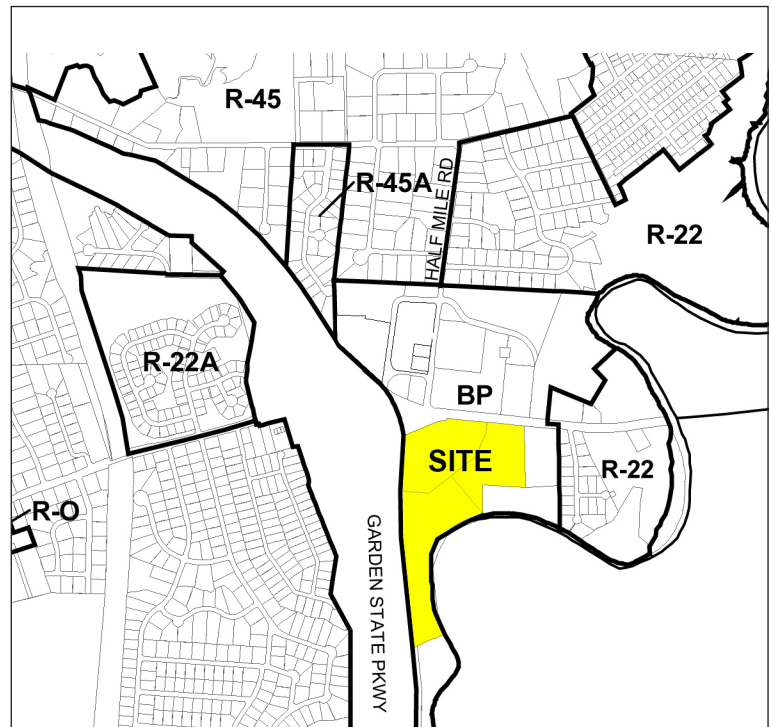 R-45
R-45A
HALF MILE RD
R-22
R-22A
BP
SITE
R-22
R-O
GARDEN STATE PKWY